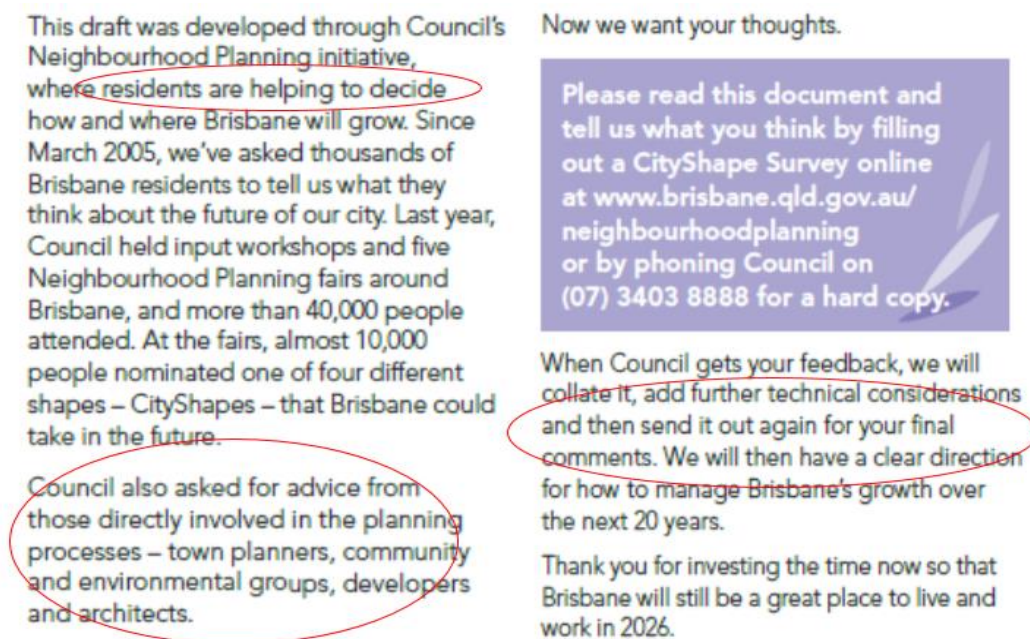 This draft was developed through Council's
Neighbourhood Planning initiative,
where residents are helping to decide
how and where Brisbane will grow. Since
March 2005, we've asked thousands of
Brisbane residents to tell us what they
think about the future of our city. Last year,
Council held input workshops and five
Neighbourhood Planning fairs around
Brisbane, and more than 40,000 people
attended. At the fairs, almost 10,000
people nominated one of four different
shapes – CityShapes – that Brisbane could
take in the future.
Council also asked for advice from
those directly involved in the planning
processes – town planners, community
and environmental groups, developers
and architects.
Now we want your thoughts.
Please read this document and
tell us what you think by filling
out a CityShape Survey online
at www.brisbane.qld.gov.au/
neighbourhoodplanning
or by phoning Council on
(07) 3403 8888 for a hard copy.
When Council gets your feedback, we will
collate it, add further technical considerations
and then send it out again for your final
comments. We will then have a clear direction
for how to manage Brisbane's growth over
the next 20 years.
Thank you for investing the time now so that
Brisbane will still be a great place to live and
work in 2026.